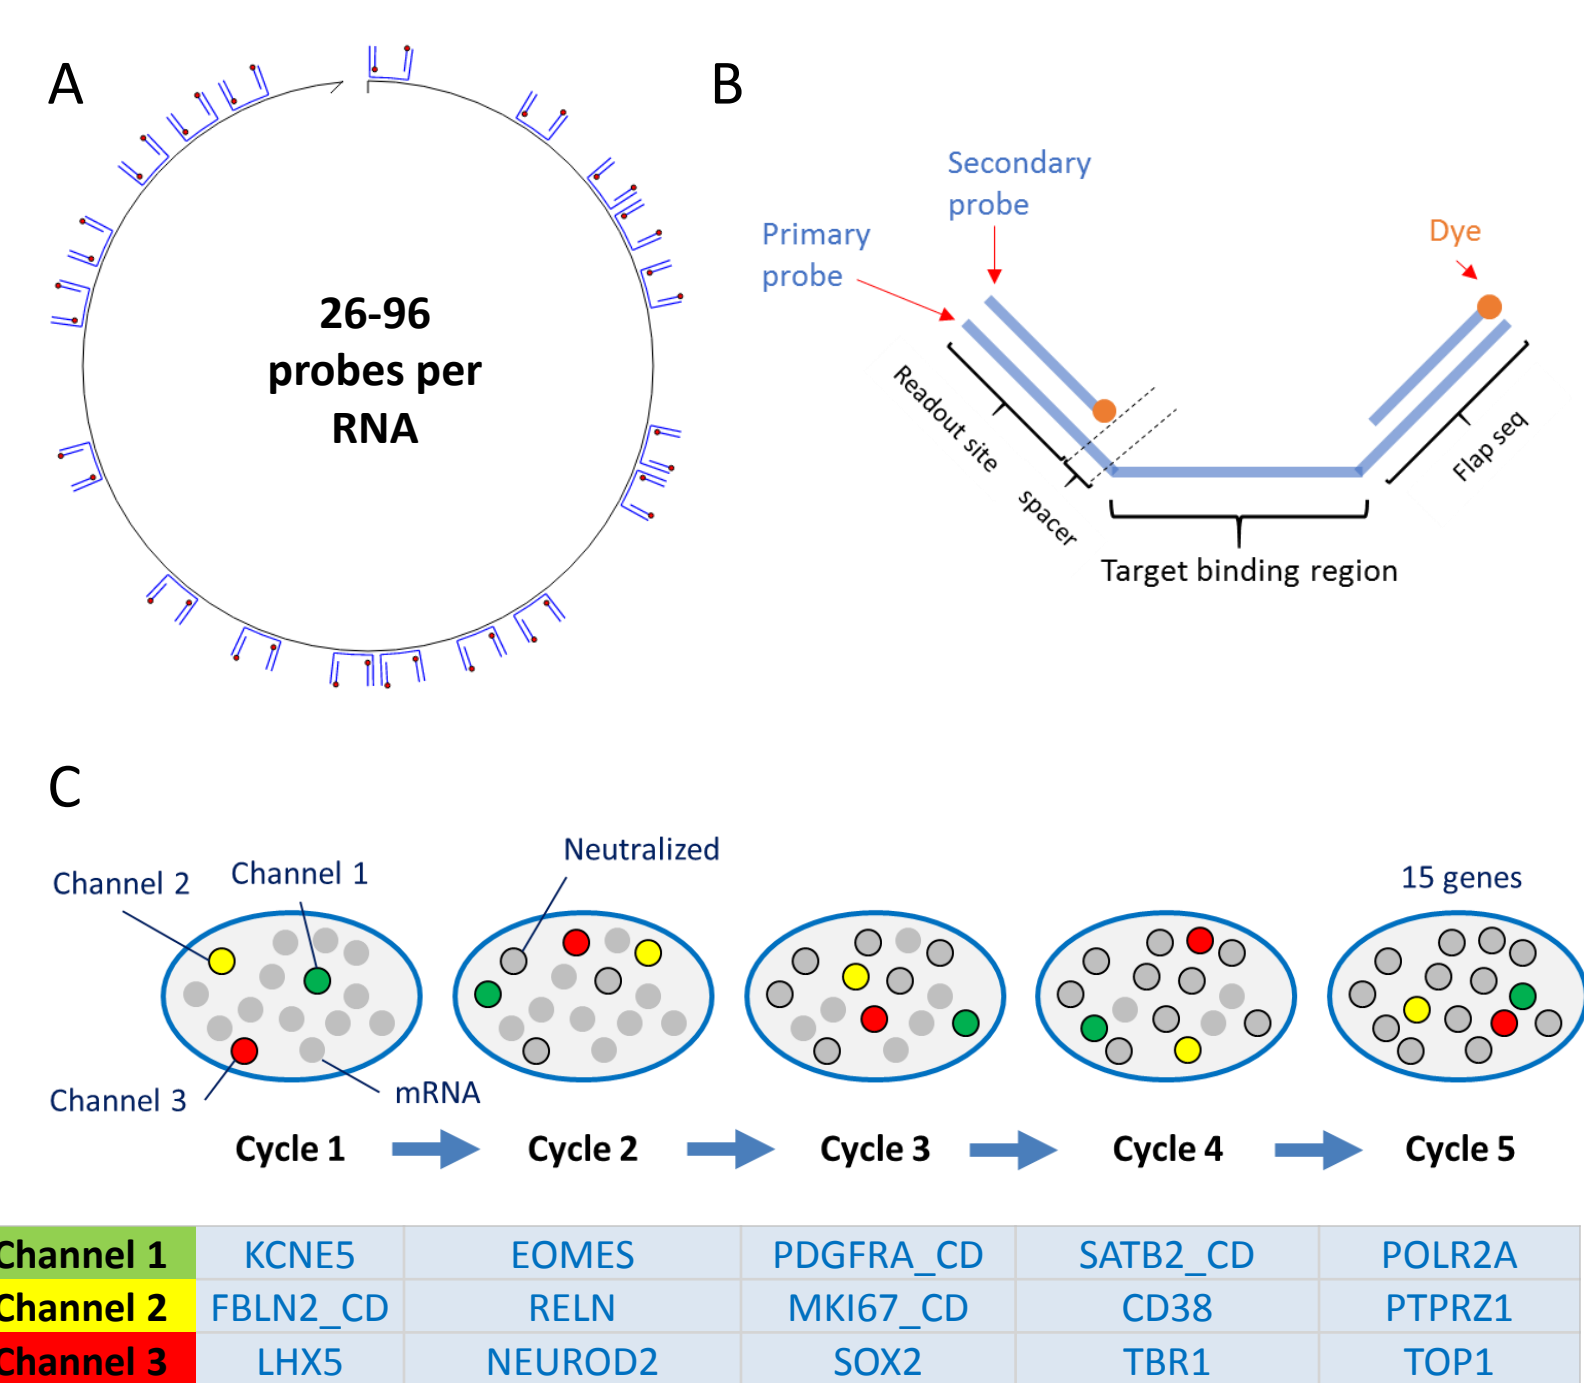 A
26-96
probes per
RNA
B
Secondary
probe
Primary
probe
Dye
Readout site
spacer
Flap seq
Target binding region
C
Neutralized
Channel 2
Channel 1
15 genes
Channel 3
mRNA
Cycle 1
Cycle 2
Cycle 3
Cycle 4
Cycle 5
Channel 1 KCNE5 EOMES PDGFRA_CD SATB2_CD POLR2A
Channel 2 FBLN2_CD RELN MKI67_CD CD38 PTPRZ1
Channel 3 LHX5 NEUROD2 SOX2 TBR1 TOP1